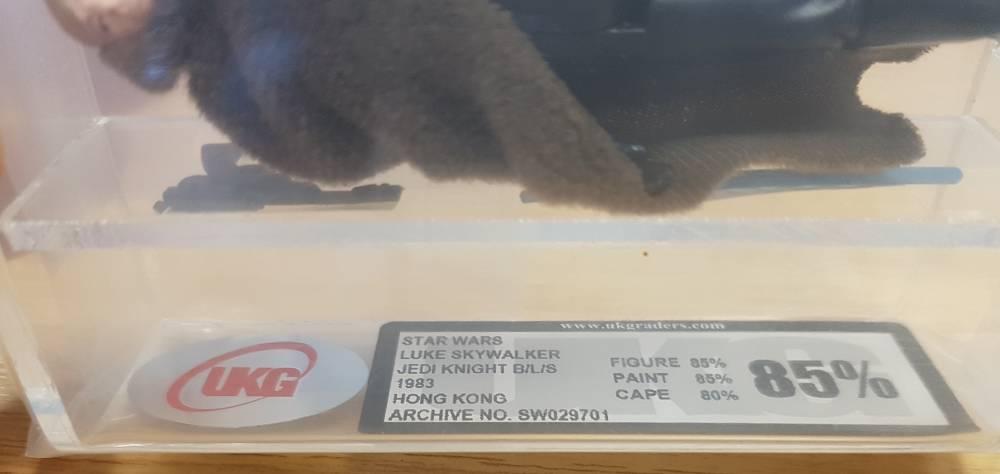 www.ukgraders.com
STAR WARS
LUKE SKYWALKER
JEDI KNIGHT B/L/S
1983
HONG KONG
ARCHIVE NO. SW029701
FIGURE 85%
PAINT 85%
CAPE 80%
85%
UKG
UKG